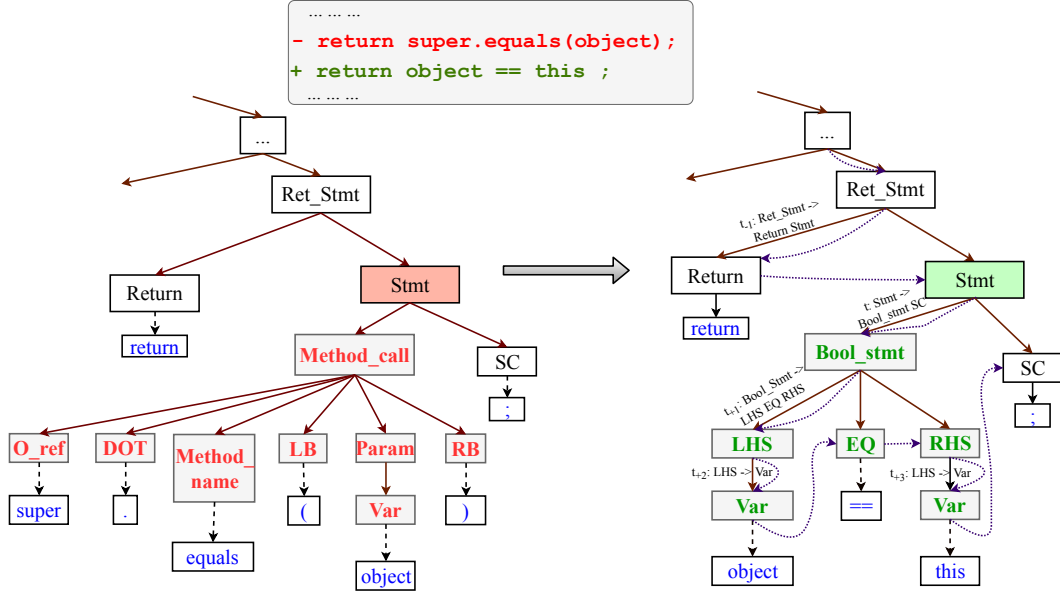 ... ... ...
- return super.equals(object);
+ return object == this ;
... ... ...
...
Ret_Stmt
Return
Stmt
return
Method_call
SC
;
O_ref
DOT
Method_
name
LB
Param
RB
super
.
(
Var
)
equals
object
...
Ret_Stmt
t-1: Ret_Stmt ->
Return Stmt
Return
Stmt
return
t: Stmt ->
Bool_stmt SC
Bool_stmt
SC
;
t+1: Bool_Stmt ->
LHS EQ RHS
LHS
EQ
RHS
t+2: LHS -> Var
t+3: LHS -> Var
Var
==
Var
object
this